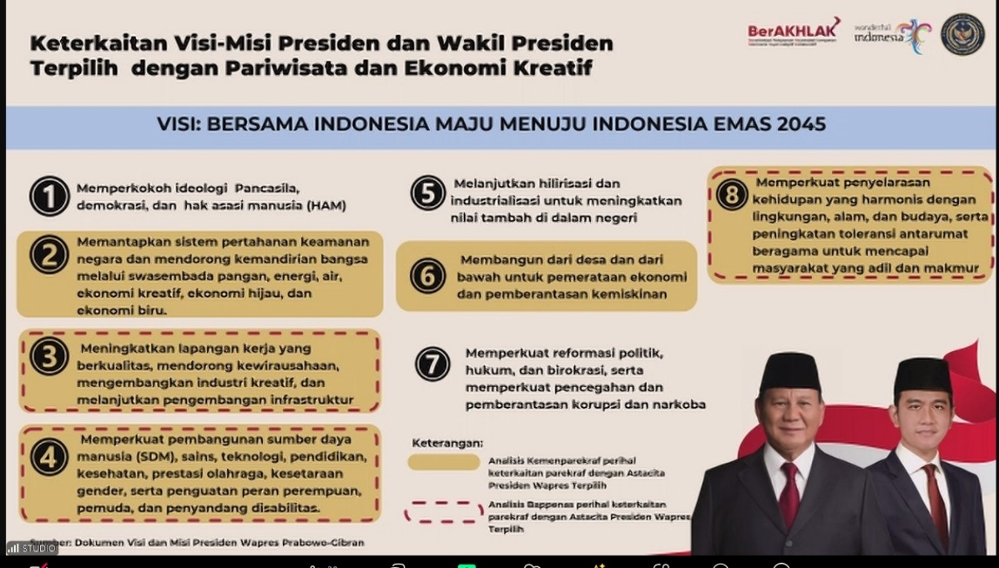 Keterkaitan Visi-Misi Presiden dan Wakil Presiden
Terpilih dengan Pariwisata dan Ekonomi Kreatif
BerAKHLAK
wonderful
indonesia
VISI: BERSAMA INDONESIA MAJU MENUJU INDONESIA EMAS 2045
1
Memperkokoh ideologi Pancasila,
demokrasi, dan hak asasi manusia (HAM)
2
Memantapkan sistem pertahanan keamanan
negara dan mendorong kemandirian bangsa
melalui swasembada pangan, energi, air,
ekonomi kreatif, ekonomi hijau, dan
ekonomi biru.
3
Meningkatkan lapangan kerja yang
berkualitas, mendorong kewirausahaan,
mengembangkan industri kreatif, dan
melanjutkan pengembangan infrastruktur
4
Memperkuat pembangunan sumber daya
manusia (SDM), sains, teknologi, pendidikan,
kesehatan, prestasi olahraga, kesetaraan
gender, serta penguatan peran perempuan,
pemuda, dan penyandang disabilitas.
5
Melanjutkan hilirisasi dan
industrialisasi untuk meningkatkan
nilai tambah di dalam negeri
6
Membangun dari desa dan dari
bawah untuk pemerataan ekonomi
dan pemberantasan kemiskinan
7
Memperkuat reformasi politik,
hukum, dan birokrasi, serta
memperkuat pencegahan dan
pemberantasan korupsi dan narkoba
8
Memperkuat penyelarasan
kehidupan yang harmonis dengan
lingkungan, alam, dan budaya, serta
peningkatan toleransi antarumat
beragama untuk mencapai
masyarakat yang adil dan makmur
Keterangan:
Analisis Kemenparekraf perihal
keterkaitan parekraf dengan Astacita
Presiden Wapres Terpilih
Analisis Bappenas perihal keterkaitan
parekraf dengan Astacita Presiden Wapres
Terpilih
Sumber: Dokumen Visi dan Misi Presiden Wapres Prabowo-Gibran
STUDIO